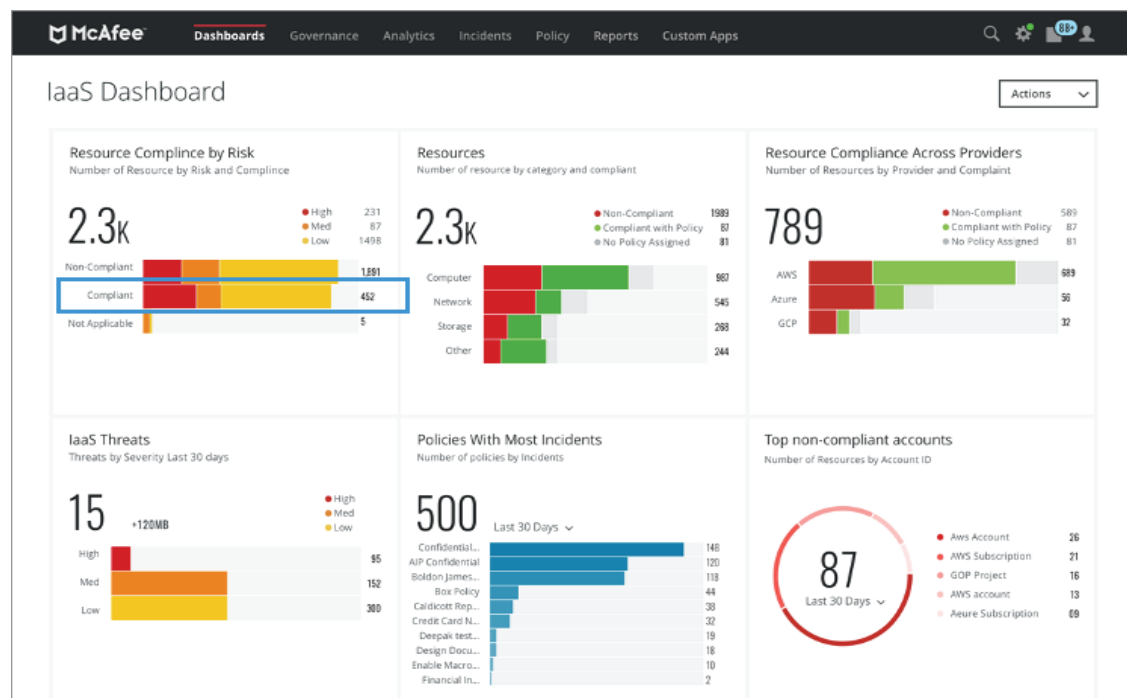 McAfee™ Dashboards Governance Analytics Incidents Policy Reports Custom Apps 88+
IaaS Dashboard
Actions
Resource Complince by Risk
Number of Resource by Risk and Complince
2.3K
High 231
Med 87
Low 1498
Non-Compliant 1,891
Compliant 452
Not Applicable 5
Resources
Number of resource by category and compliant
2.3K
Non-Compliant 1989
Compliant with Policy 87
No Policy Assigned 81
Computer 987
Network 545
Storage 268
Other 244
Resource Compliance Across Providers
Number of Resources by Provider and Complaint
789
Non-Compliant 589
Compliant with Policy 87
No Policy Assigned 81
AWS 689
Azure 56
GCP 32
IaaS Threats
Threats by Severity Last 30 days
15 +120MB
High
Med
Low
High 95
Med 152
Low 300
Policies With Most Incidents
Number of policies by Incidents
500 Last 30 Days
Confidential... 148
AIP Confidential 120
Boldon James... 118
Box Policy 44
Caldicott Rep... 38
Credit Card N... 32
Deepak test... 19
Design Docu... 18
Enable Macro... 10
Financial In... 2
Top non-compliant accounts
Number of Resources by Account ID
87
Last 30 Days
Aws Account 26
AWS Subscription 21
GOP Project 16
AWS account 13
Aeure Subscription 09